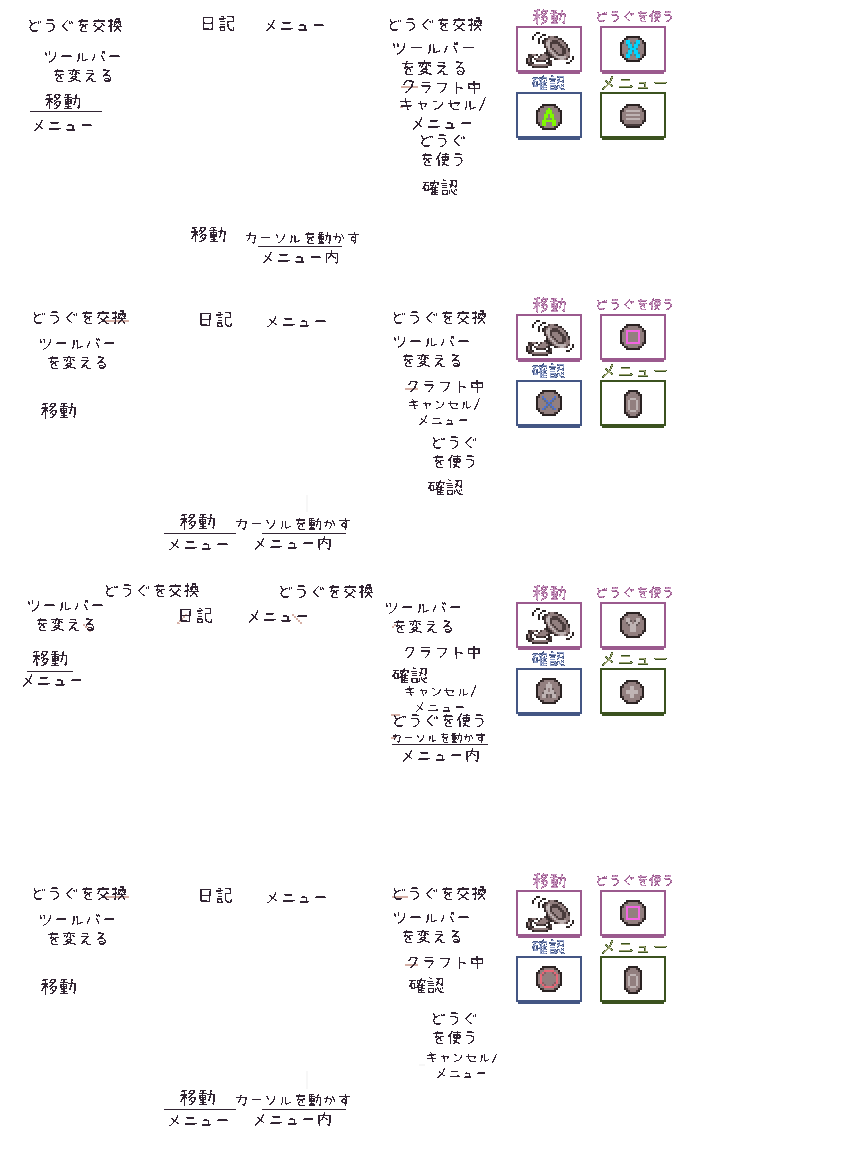 どうぐを交換
日記
メニュー
どうぐを交換
移動
どうぐを使う
ツールバー
を変える
ツールバー
を変える
X
移動
メニュー
クラフト中
キャンセル/
メニュー
確認
メニュー
A
どうぐ
を使う
確認
移動
カーソルを動かす
メニュー内
どうぐを交換
日記
メニュー
どうぐを交換
移動
どうぐを使う
ツールバー
を変える
ツールバー
を変える
移動
クラフト中
キャンセル/
メニュー
確認
メニュー
どうぐ
を使う
確認
移動
メニュー
カーソルを動かす
メニュー内
どうぐを交換
どうぐを交換
移動
どうぐを使う
ツールバー
を変える
日記
メニュー
ツールバー
を変える
Y
移動
メニュー
クラフト中
確認
キャンセル/
メニュー
どうぐを使う
カーソルを動かす
メニュー内
確認
メニュー
A
どうぐを交換
日記
メニュー
どうぐを交換
移動
どうぐを使う
ツールバー
を変える
ツールバー
を変える
移動
クラフト中
確認
確認
メニュー
どうぐ
を使う
キャンセル/
メニュー
移動
メニュー
カーソルを動かす
メニュー内